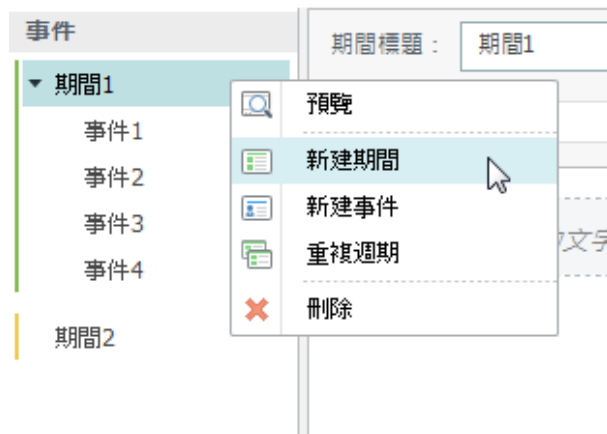 事件
期間標題：
期間1
期間1
預覽
事件1
新建期間
事件2
新建事件
事件3
重複週期
文字
事件4
刪除
期間2